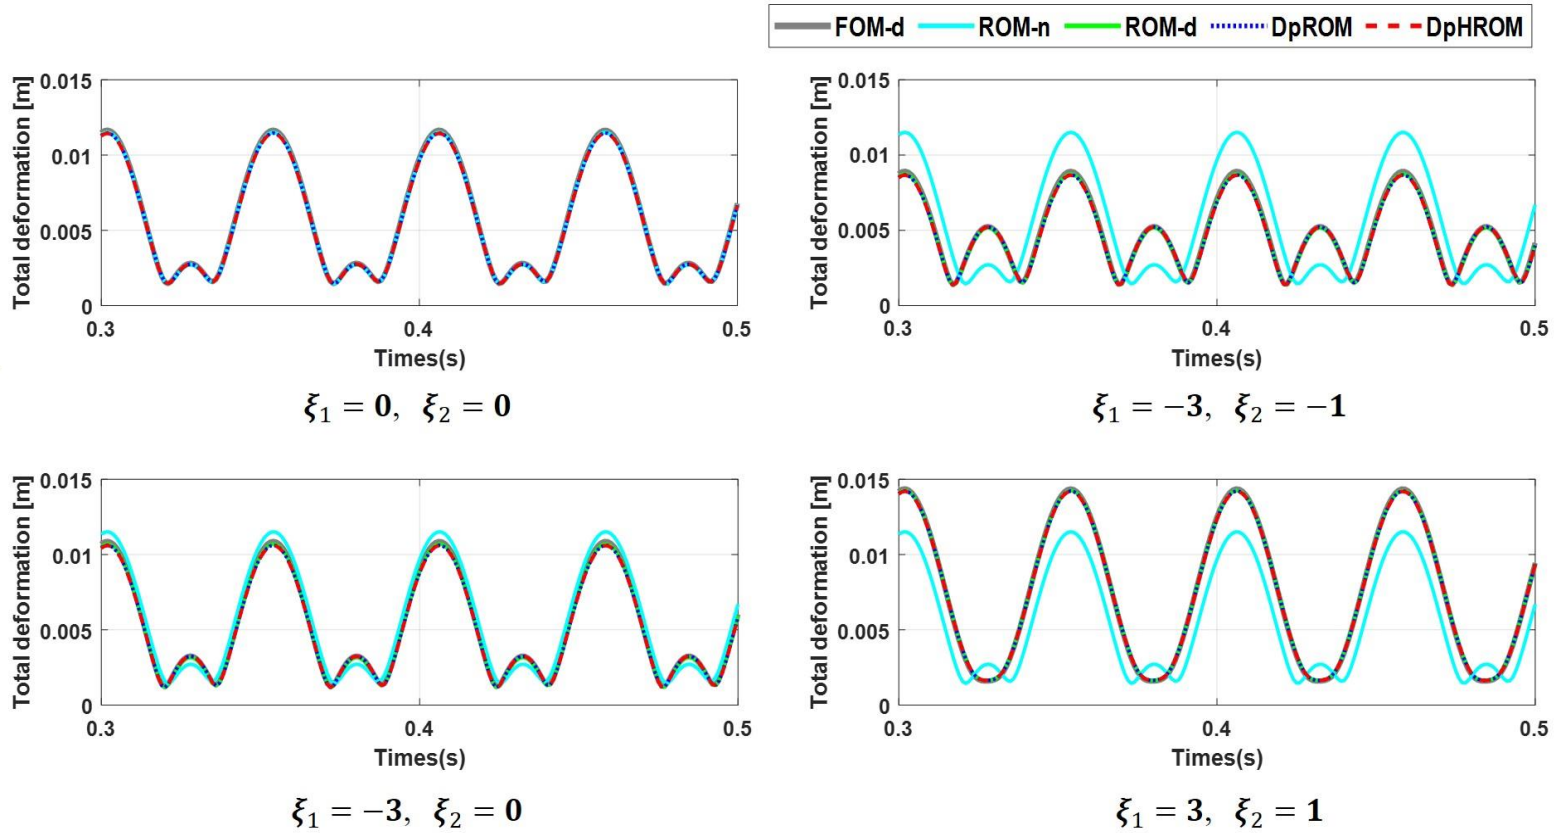 FOM-d ROM-n ROM-d DpROM DpHROM
Total deformation [m]
0.015
0.01
0.005
0
0.3 0.4 0.5
Times(s)
ξ₁ = 0, ξ₂ = 0
Total deformation [m]
0.015
0.01
0.005
0
0.3 0.4 0.5
Times(s)
ξ₁ = −3, ξ₂ = −1
Total deformation [m]
0.015
0.01
0.005
0
0.3 0.4 0.5
Times(s)
ξ₁ = −3, ξ₂ = 0
Total deformation [m]
0.015
0.01
0.005
0
0.3 0.4 0.5
Times(s)
ξ₁ = 3, ξ₂ = 1